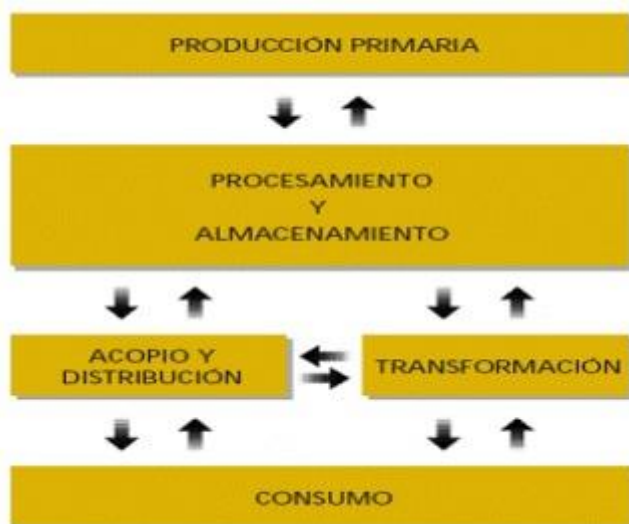 PRODUCCIÓN PRIMARIA
PROCESAMIENTO
Y
ALMACENAMIENTO
ACOPIO Y
DISTRIBUCIÓN
TRANSFORMACIÓN
CONSUMO